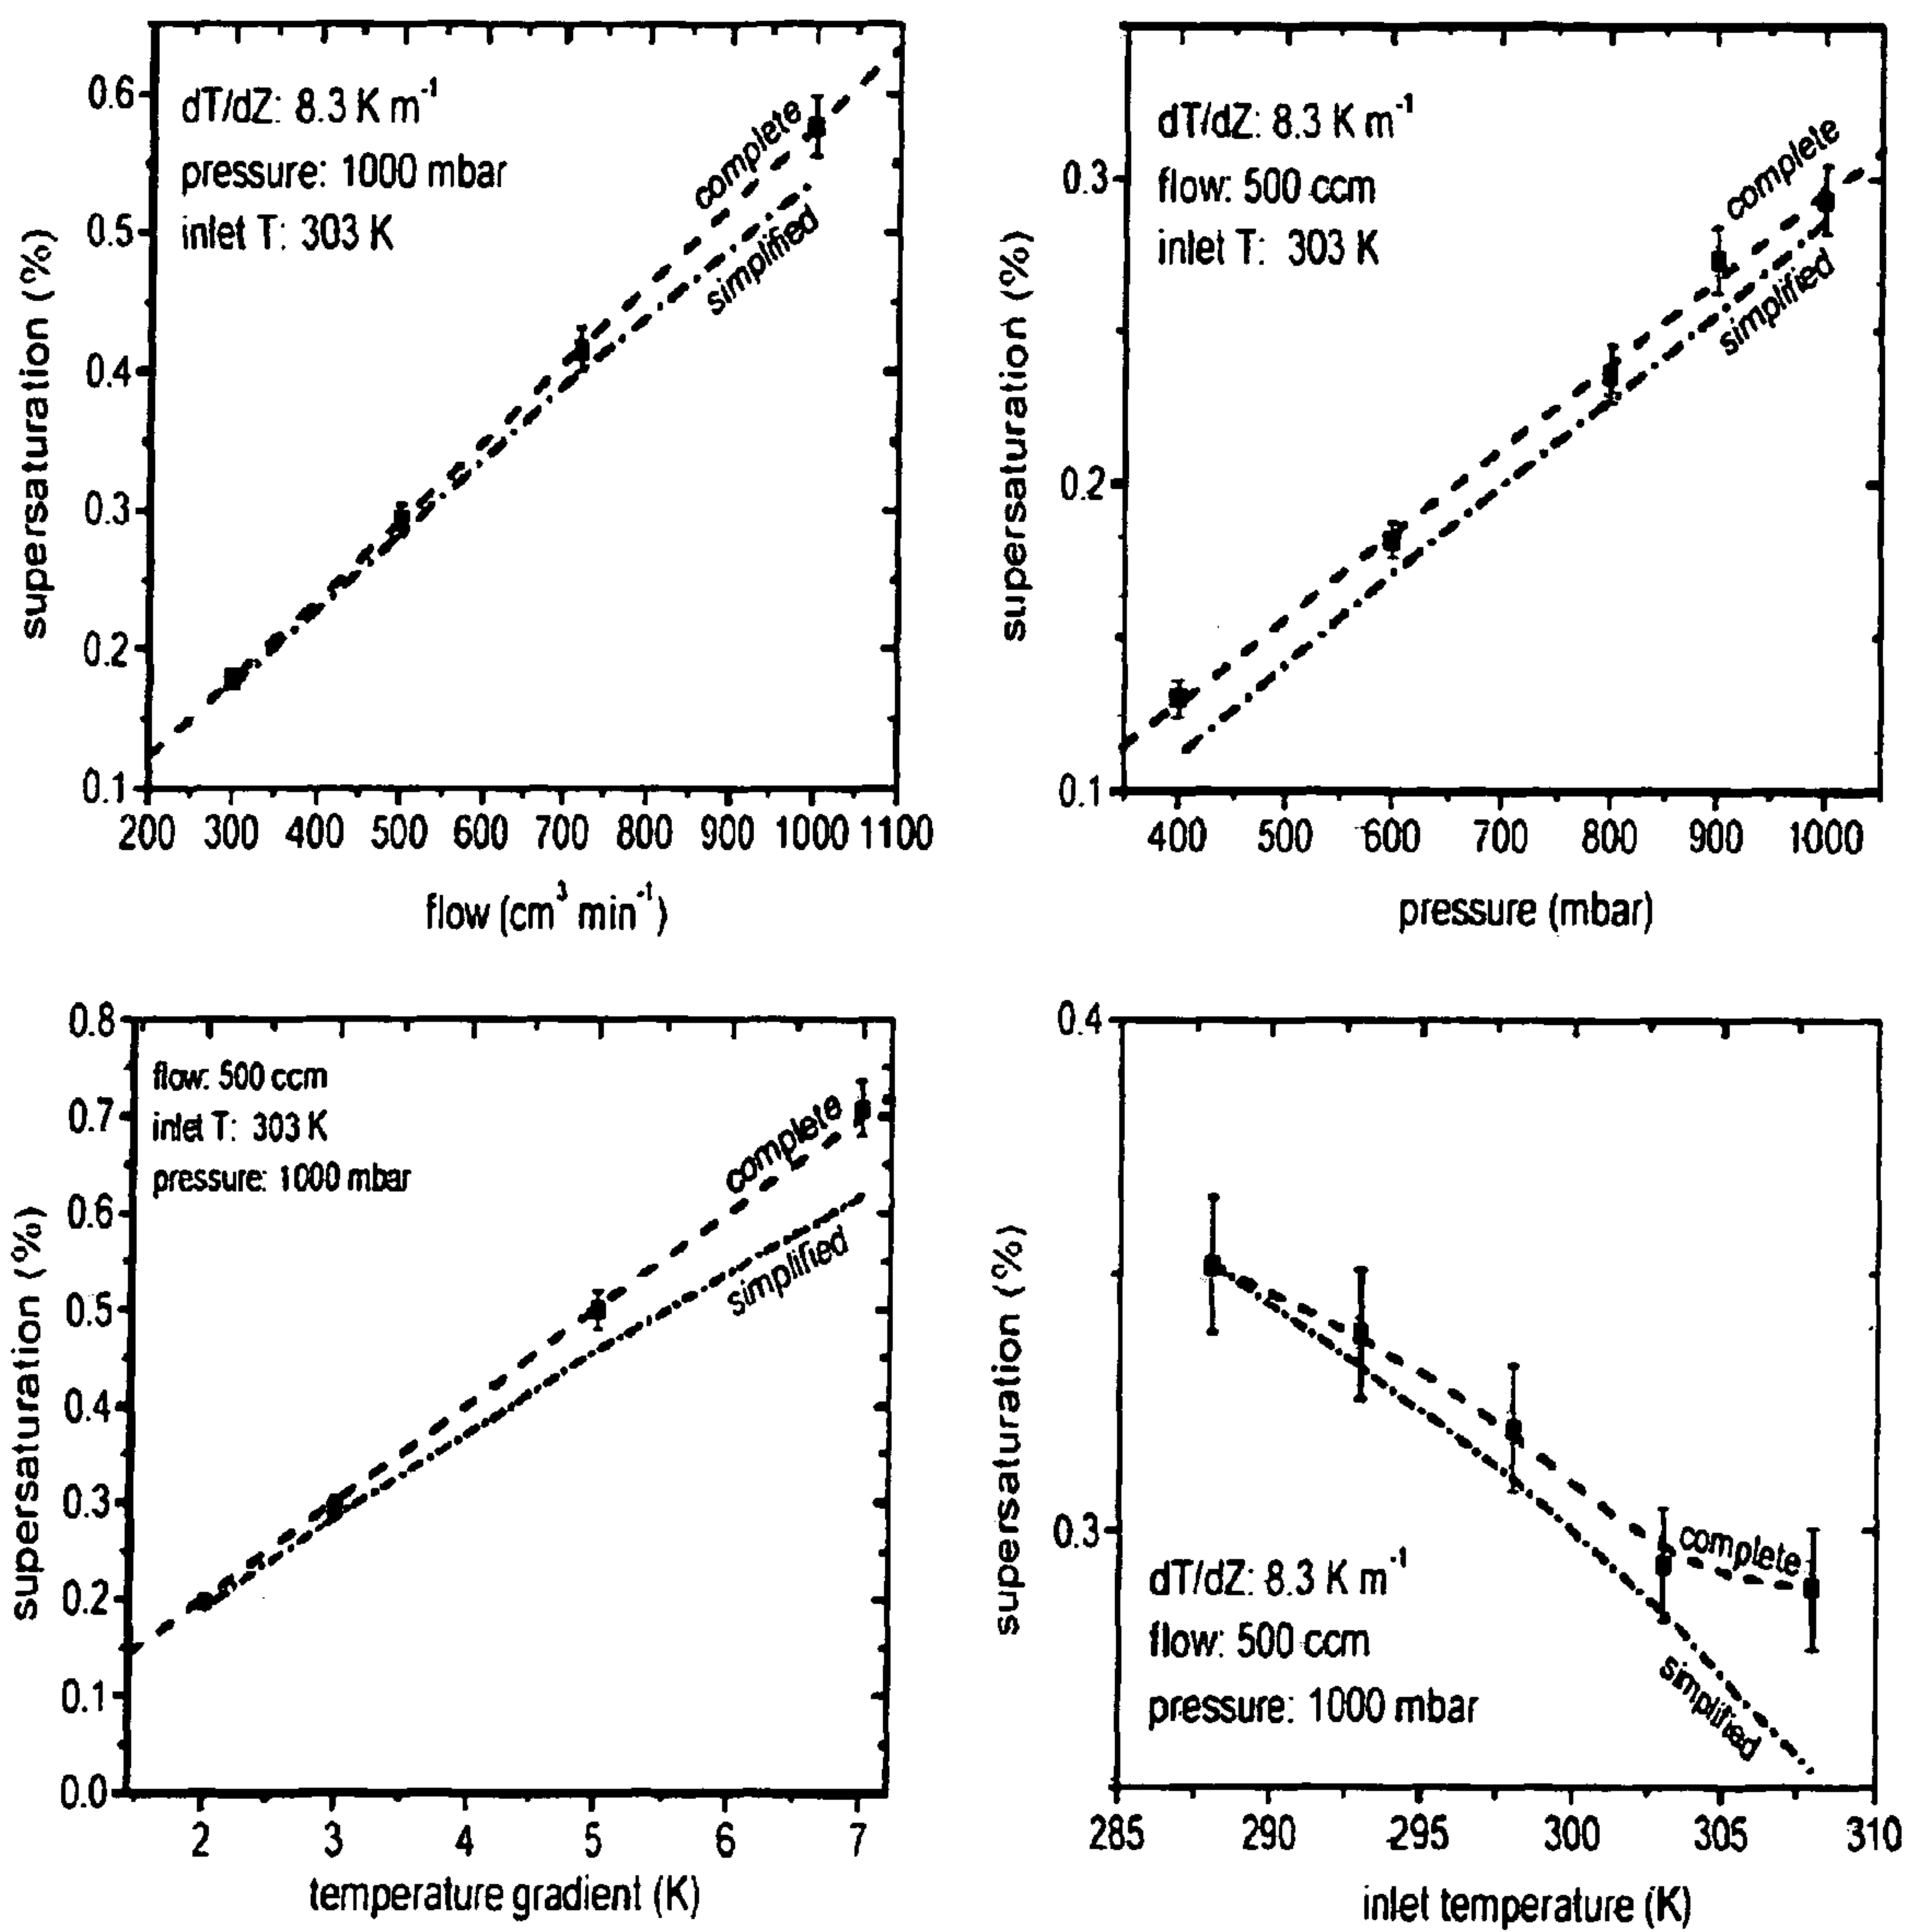 dT/dZ: 8.3 K m⁻¹
pressure: 1000 mbar
inlet T: 303 K
complete
simplified
supersaturation (%)
0.6
0.5
0.4
0.3
0.2
0.1
200 300 400 500 600 700 800 900 1000 1100
flow (cm³ min⁻¹)
dT/dZ: 8.3 K m⁻¹
flow: 500 ccm
inlet T: 303 K
complete
simplified
supersaturation (%)
0.3
0.2
0.1
400 500 600 700 800 900 1000
pressure (mbar)
flow: 500 ccm
inlet T: 303 K
pressure: 1000 mbar
complete
simplified
supersaturation (%)
0.8
0.7
0.6
0.5
0.4
0.3
0.2
0.1
0.0
2 3 4 5 6 7
temperature gradient (K)
0.4
0.3
supersaturation (%)
complete
simplified
dT/dZ: 8.3 K m⁻¹
flow: 500 ccm
pressure: 1000 mbar
285 290 295 300 305 310
inlet temperature (K)